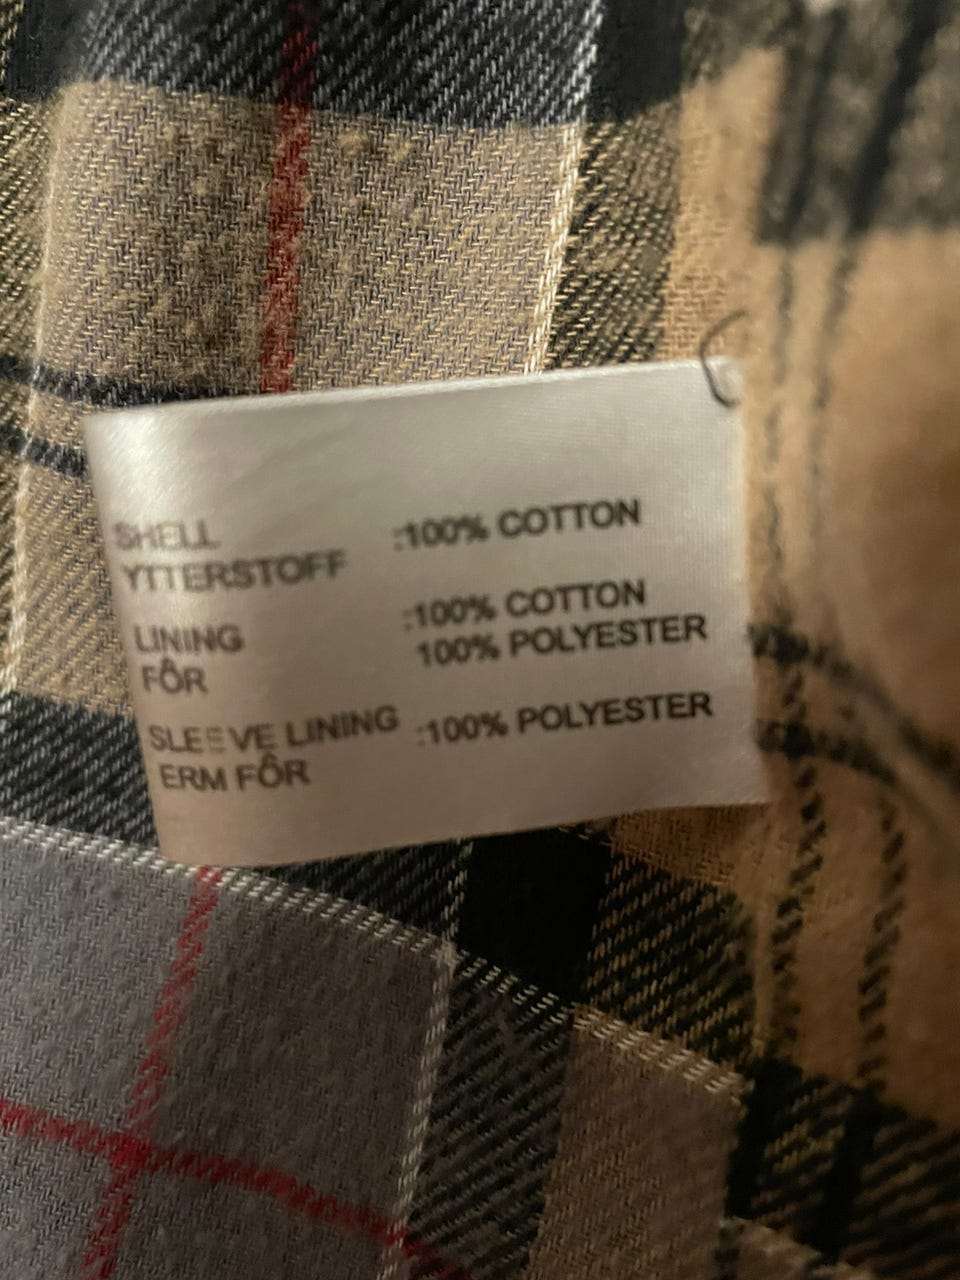 SHELL :100% COTTON
YTTERSTOFF
LINING :100% COTTON
FÔR 100% POLYESTER
SLEEVE LINING :100% POLYESTER
ERM FÔR